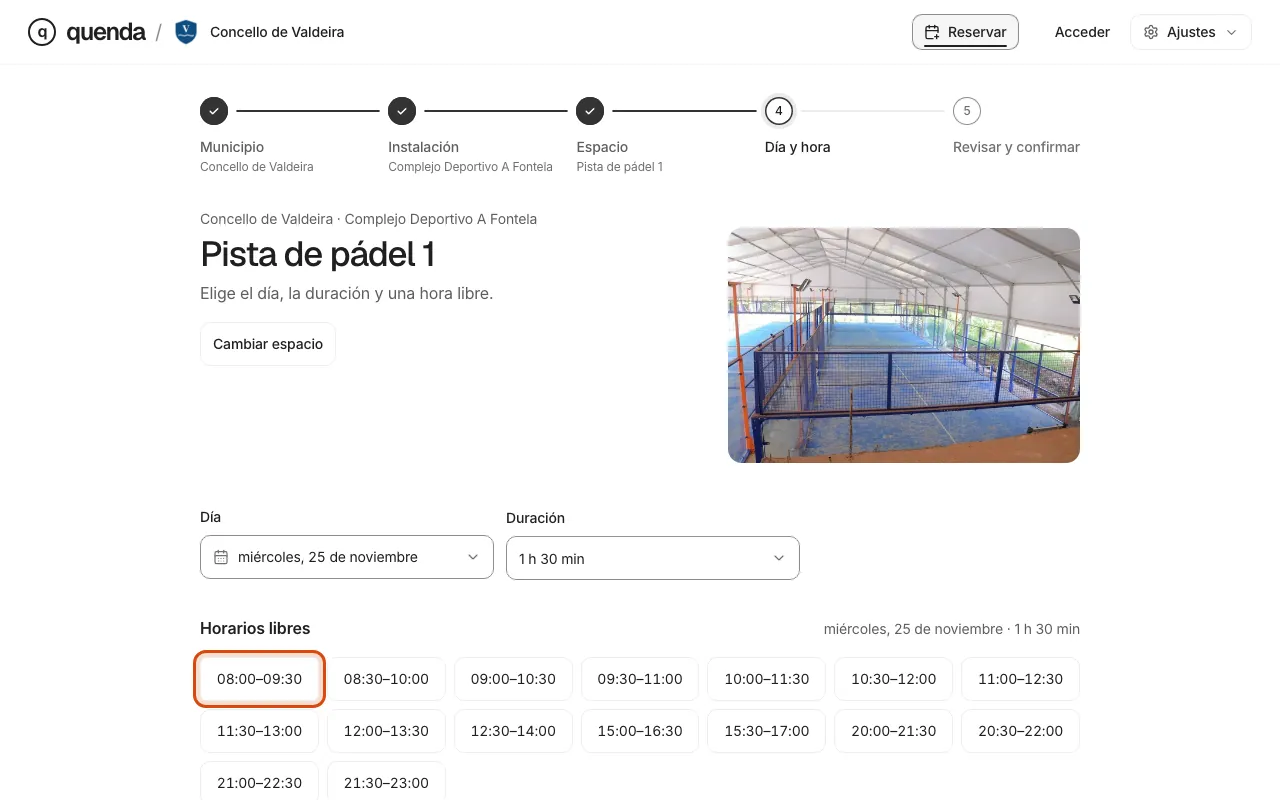 q quenda / V Concello de Valdeira
Reservar
Acceder
Ajustes
4
5
Municipio
Concello de Valdeira
Instalación
Complejo Deportivo A Fontela
Espacio
Pista de pádel 1
Día y hora
Revisar y confirmar
Concello de Valdeira · Complejo Deportivo A Fontela
Pista de pádel 1
Elige el día, la duración y una hora libre.
Cambiar espacio
Día
miércoles, 25 de noviembre
Duración
1 h 30 min
Horarios libres
miércoles, 25 de noviembre · 1 h 30 min
08:00–09:30 08:30–10:00 09:00–10:30 09:30–11:00 10:00–11:30 10:30–12:00 11:00–12:30
11:30–13:00 12:00–13:30 12:30–14:00 15:00–16:30 15:30–17:00 20:00–21:30 20:30–22:00
21:00–22:30 21:30–23:00